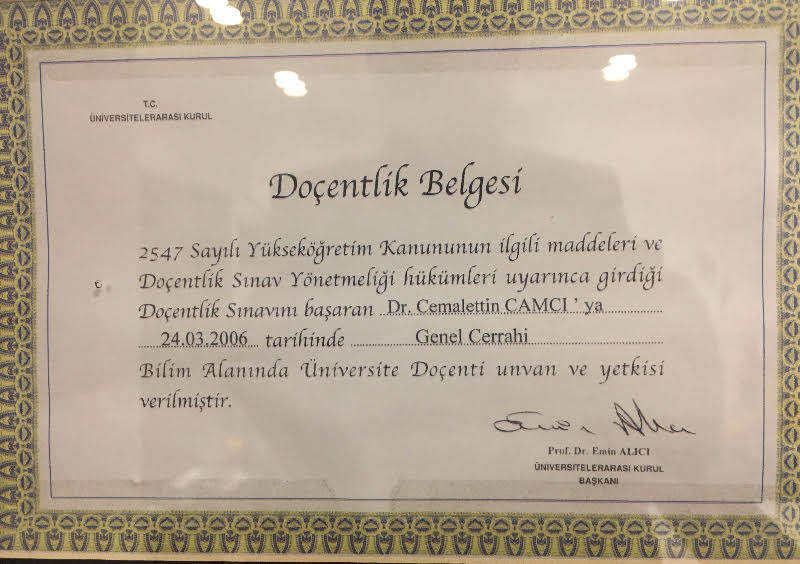 T.C.
ÜNİVERSİTELERARASI KURUL
Doçentlik Belgesi
2547 Sayılı Yükseköğretim Kanununun ilgili maddeleri ve
Doçentlik Sınav Yönetmeliği hükümleri uyarınca girdiği
Doçentlik Sınavını başaran Dr. Cemalettin CAMCI ' ya
24.03.2006 tarihinde Genel Cerrahi
Bilim Alanında Üniversite Doçenti unvan ve yetkisi
verilmiştir.
Prof. Dr. Emin ALICI
ÜNİVERSİTELERARASI KURUL
BAŞKANI